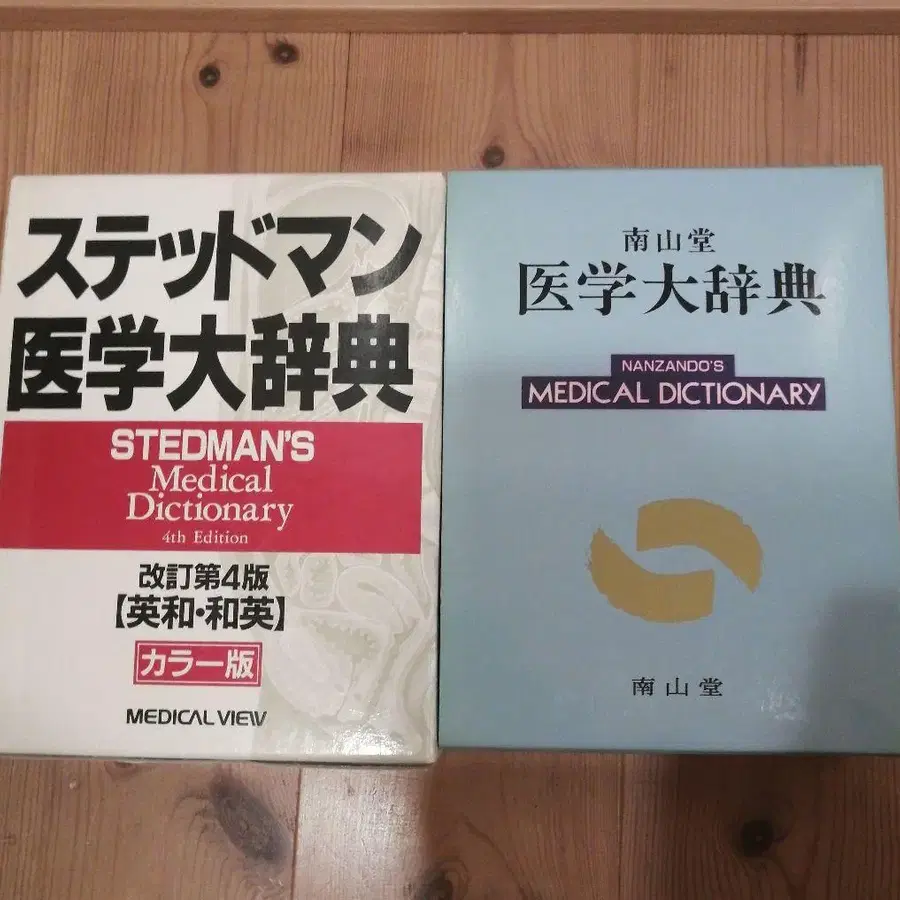 ステッドマン
医学大辞典
STEDMAN'S
Medical
Dictionary
4th Edition
改訂第4版
【英和・和英】
カラー版
MEDICAL VIEW
南山堂
医学大辞典
NANZANDO'S
MEDICAL DICTIONARY
南山堂